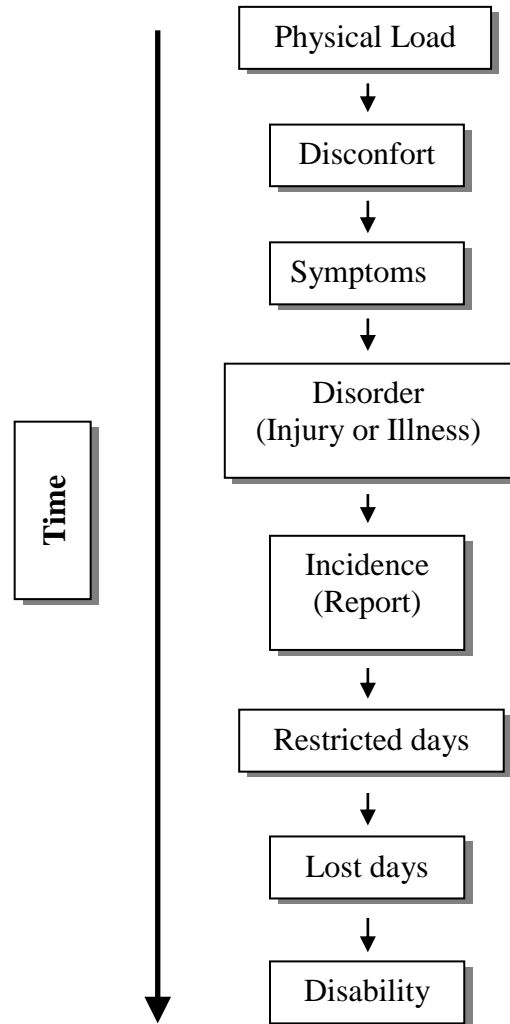 Physical Load
Disconfort
Symptoms
Disorder
(Injury or Illness)
Time
Incidence
(Report)
Restricted days
Lost days
Disability